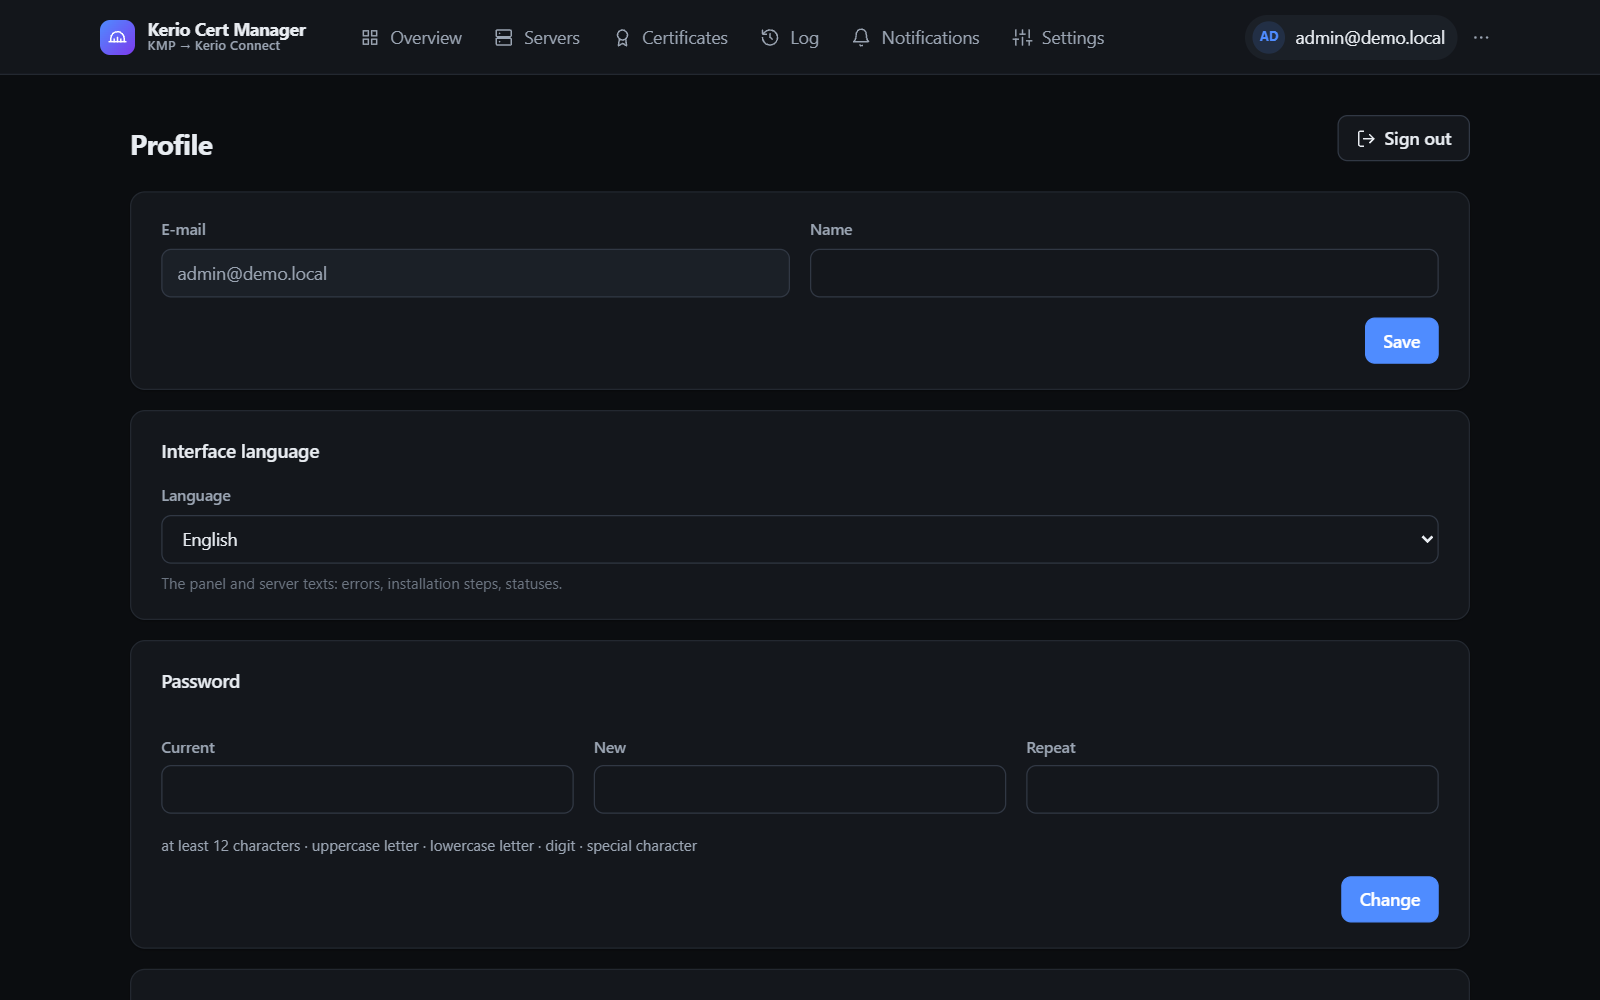 Kerio Cert Manager
KMP → Kerio Connect
Overview
Servers
Certificates
Log
Notifications
Settings
AD
admin@demo.local
···
Profile
Sign out
E-mail
Name
admin@demo.local
Save
Interface language
Language
English
The panel and server texts: errors, installation steps, statuses.
Password
Current
New
Repeat
at least 12 characters · uppercase letter · lowercase letter · digit · special character
Change